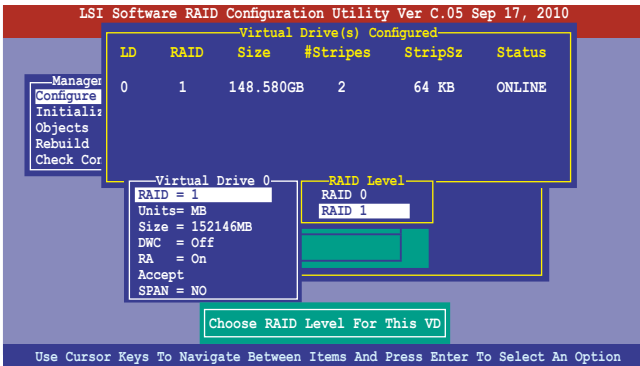 LSI Software RAID Configuration Utility Ver C.05 Sep 17, 2010
Virtual Drive(s) Configured
LD RAID Size #Stripes StripSz Status
0 1 148.580GB 2 64 KB ONLINE
Manager
Configure
Initializ
Objects
Rebuild
Check Con
Virtual Drive 0
RAID = 1
Units= MB
Size = 152146MB
DWC = Off
RA = On
Accept
SPAN = NO
RAID Level
RAID 0
RAID 1
Choose RAID Level For This VD
Use Cursor Keys To Navigate Between Items And Press Enter To Select An Option